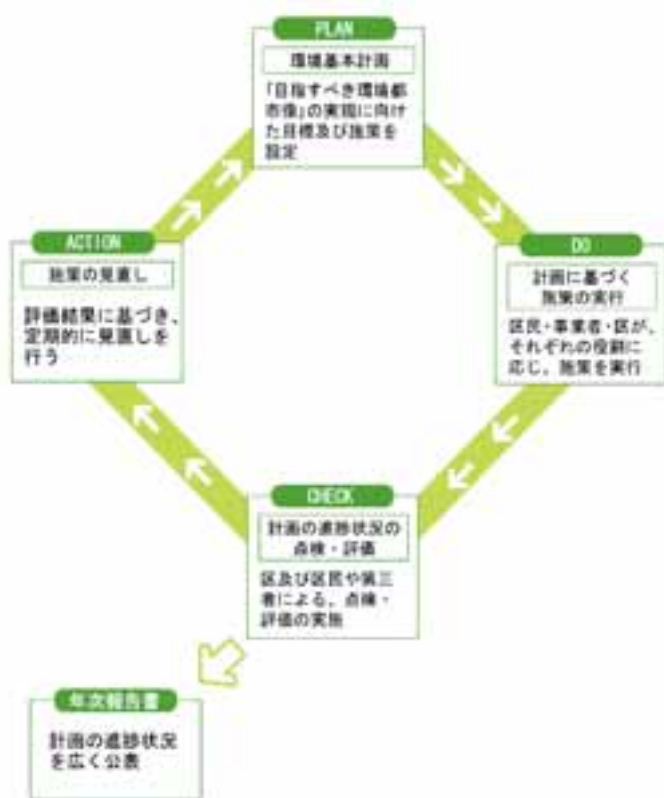 PLAN
環境基本計画
「目指すべき環境都
市像」の実現に向け
た目標及び施策を
設定
DO
計画に基づく
施策の実行
区民・事業者・区が、
それぞれの役割に
応じ、施策を実行
CHECK
計画の進捗状況の
点検・評価
区及び区民や第三
者による、点検・
評価の実施
ACTION
施策の見直し
評価結果に基づき、
定期的に見直しを
行う
年次報告書
計画の進捗状況
を広く公表